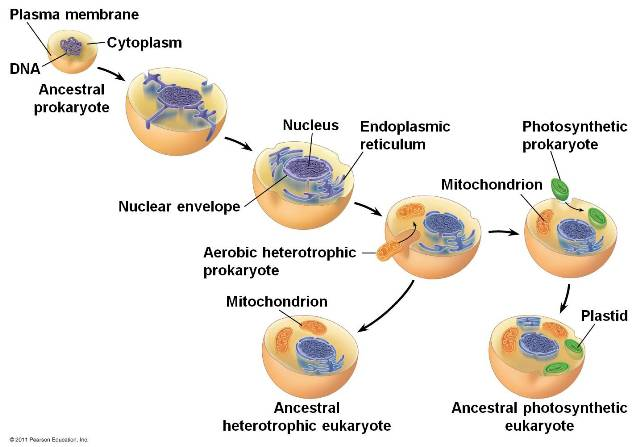 Plasma membrane
Cytoplasm
DNA
Ancestral
prokaryote
Nucleus
Endoplasmic
reticulum
Nuclear envelope
Photosynthetic
prokaryote
Mitochondrion
Aerobic heterotrophic
prokaryote
Mitochondrion
Plastid
Ancestral
heterotrophic eukaryote
Ancestral photosynthetic
eukaryote
© 2011 Pearson Education, Inc.